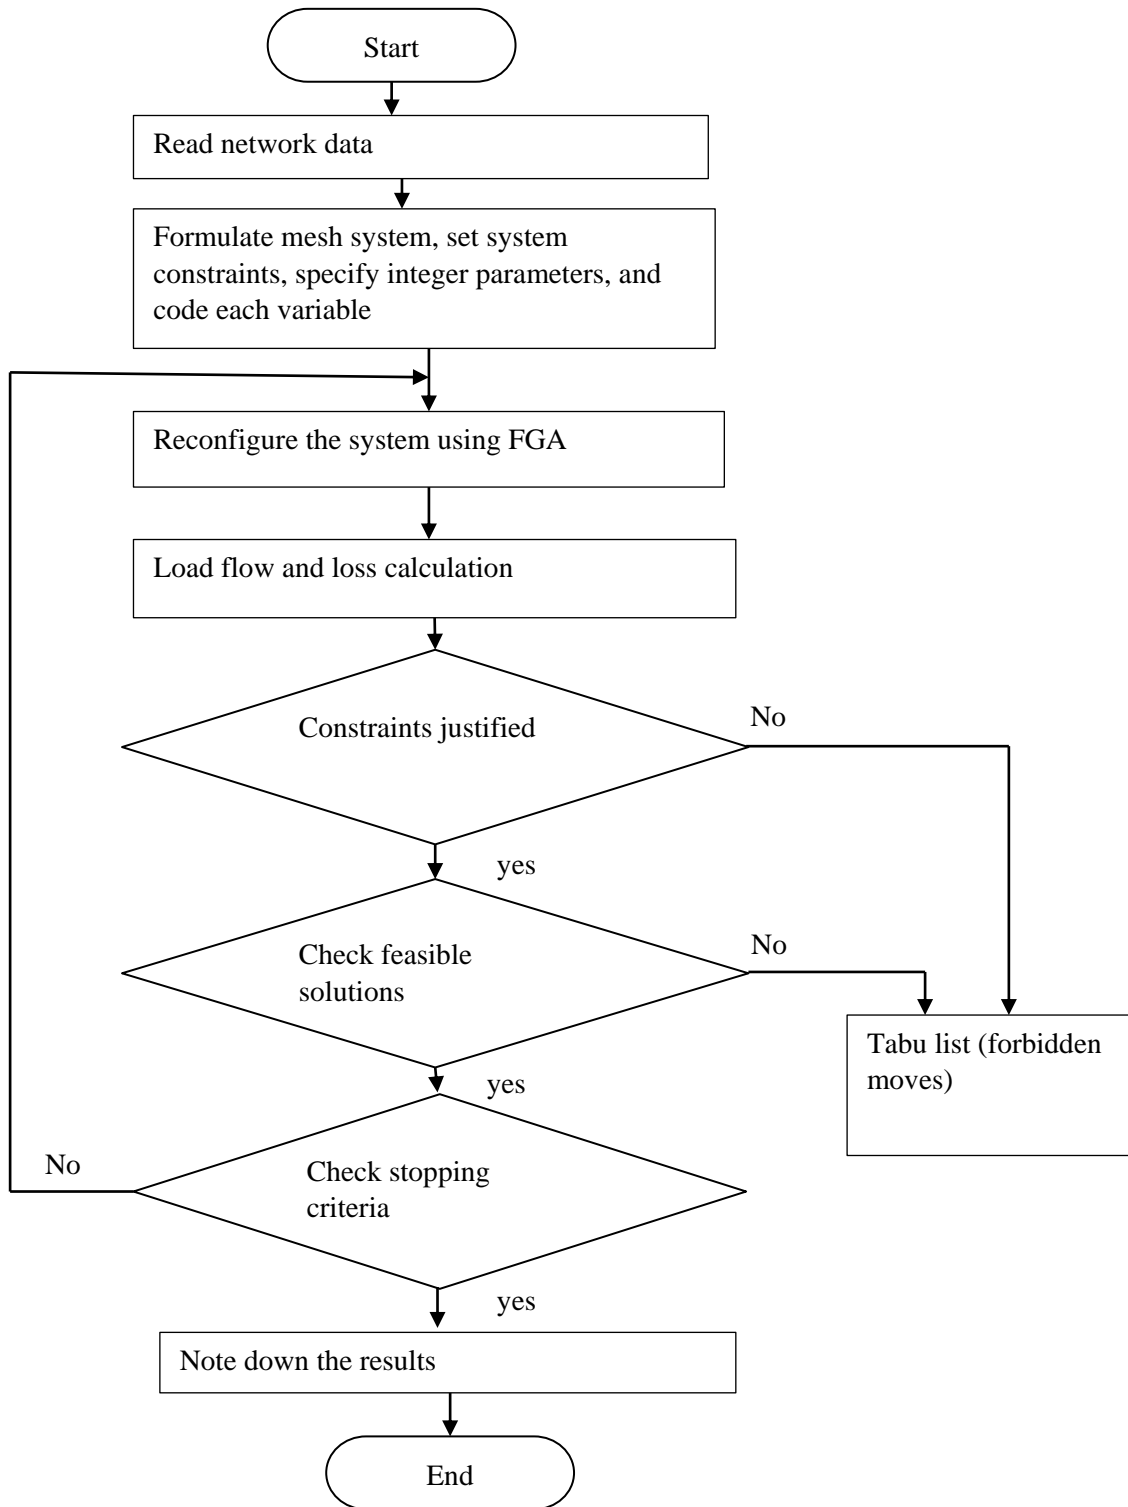 Start
Read network data
Formulate mesh system, set system
constraints, specify integer parameters, and
code each variable
Reconfigure the system using FGA
Load flow and loss calculation
Constraints justified
No
yes
Check feasible
solutions
No
Tabu list (forbidden
moves)
yes
Check stopping
criteria
No
yes
Note down the results
End